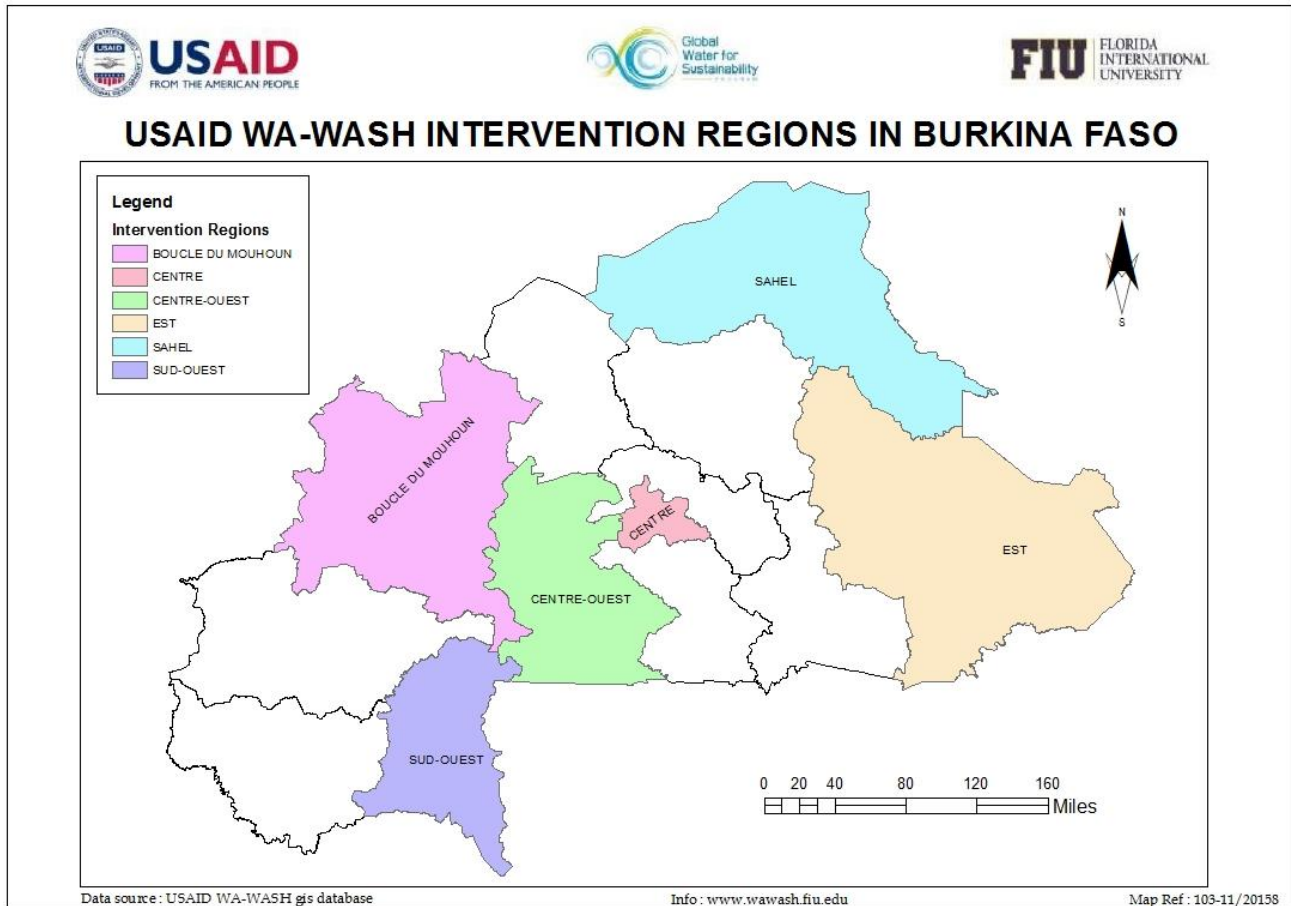 USAID
FROM THE AMERICAN PEOPLE
Global
Water for
Sustainability
PROGRAM
FIU
FLORIDA
INTERNATIONAL
UNIVERSITY
USAID WA-WASH INTERVENTION REGIONS IN BURKINA FASO
Legend
Intervention Regions
BOUCLE DU MOUHOUN
CENTRE
CENTRE-OUEST
EST
SAHEL
SUD-OUEST
N
S
SAHEL
BOUCLE DU MOUHOUN
CENTRE
EST
CENTRE-OUEST
SUD-OUEST
0 20 40 80 120 160
Miles
Data source : USAID WA-WASH gis database
Info : www.wawash.fiu.edu
Map Ref : 103-11/20158